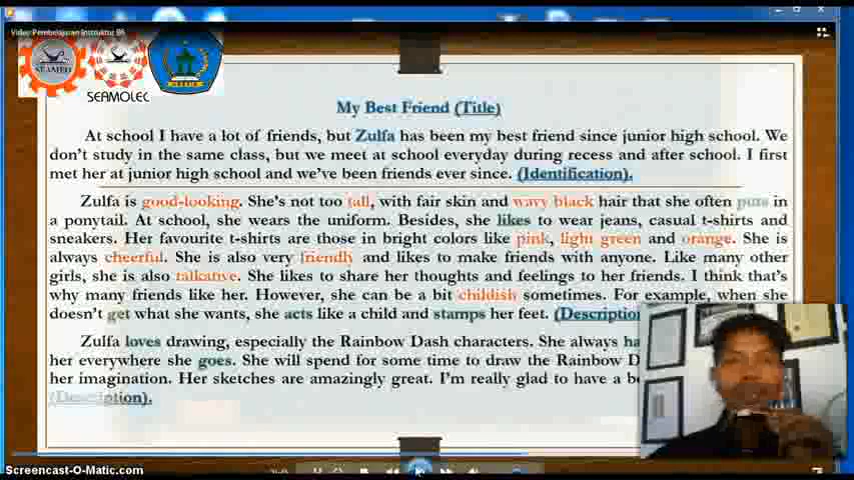 Video Pembelajaran Instruktur B6
SEAMEO
SEAMOLEC
My Best Friend (Title)
At school I have a lot of friends, but Zulfa has been my best friend since junior high school. We
don't study in the same class, but we meet at school everyday during recess and after school. I first
met her at junior high school and we've been friends ever since. (Identification).
Zulfa is good-looking. She's not too tall, with fair skin and wavy black hair that she often puts in
a ponytail. At school, she wears the uniform. Besides, she likes to wear jeans, casual t-shirts and
sneakers. Her favourite t-shirts are those in bright colors like pink, light green and orange. She is
always cheerful. She is also very friendly and likes to make friends with anyone. Like many other
girls, she is also talkative. She likes to share her thoughts and feelings to her friends. I think that's
why many friends like her. However, she can be a bit childish sometimes. For example, when she
doesn't get what she wants, she acts like a child and stamps her feet. (Description
Zulfa loves drawing, especially the Rainbow Dash characters. She always ha
her everywhere she goes. She will spend for some time to draw the Rainbow D
her imagination. Her sketches are amazingly great. I'm really glad to have a be
(Description).
Screencast-O-Matic.com